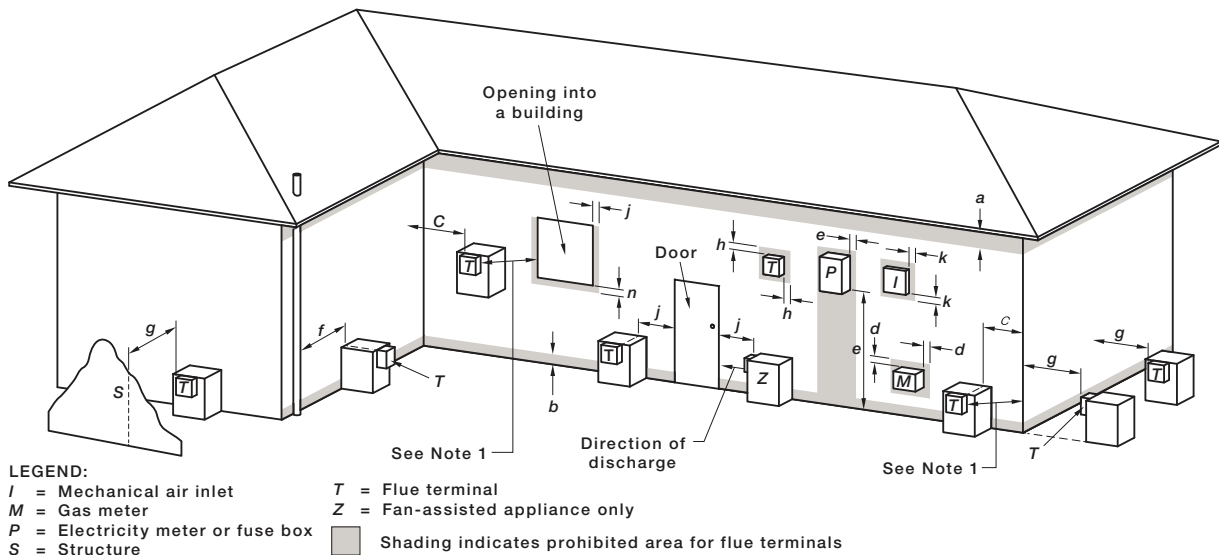 Opening into
a building
a
C
j
Door
h
e
k
T
T
P
I
n
h
k
j
j
d
d
C
g
f
g
g
e
T
T
Z
M
T
T
S
T
T
b
T
See Note 1
Direction of
discharge
See Note 1
LEGEND:
I = Mechanical air inlet
M = Gas meter
P = Electricity meter or fuse box
S = Structure
T = Flue terminal
Z = Fan-assisted appliance only
Shading indicates prohibited area for flue terminals